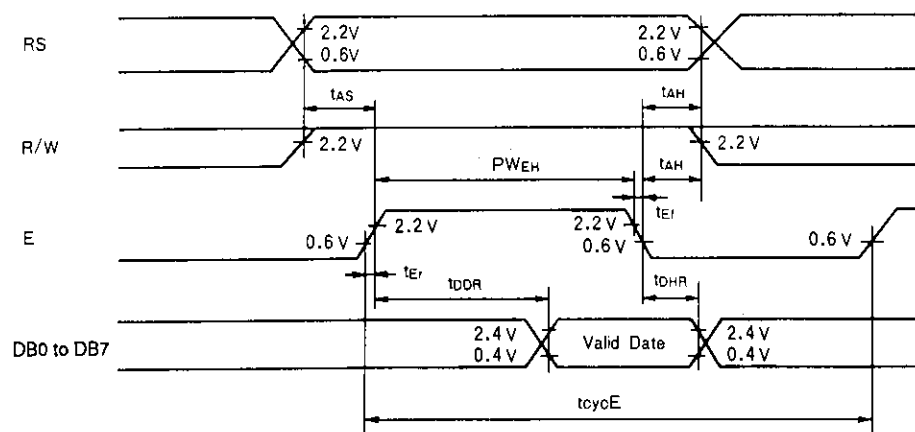 RS
2.2V
0.6V
2.2V
0.6V
tAS
tAH
R/W
2.2V
2.2V
PWEH
tAH
tEf
E
0.6V
2.2V
2.2V
0.6V
0.6V
tEr
tDDR
tDHR
DB0 to DB7
2.4V
0.4V
Valid Date
2.4V
0.4V
tcycE